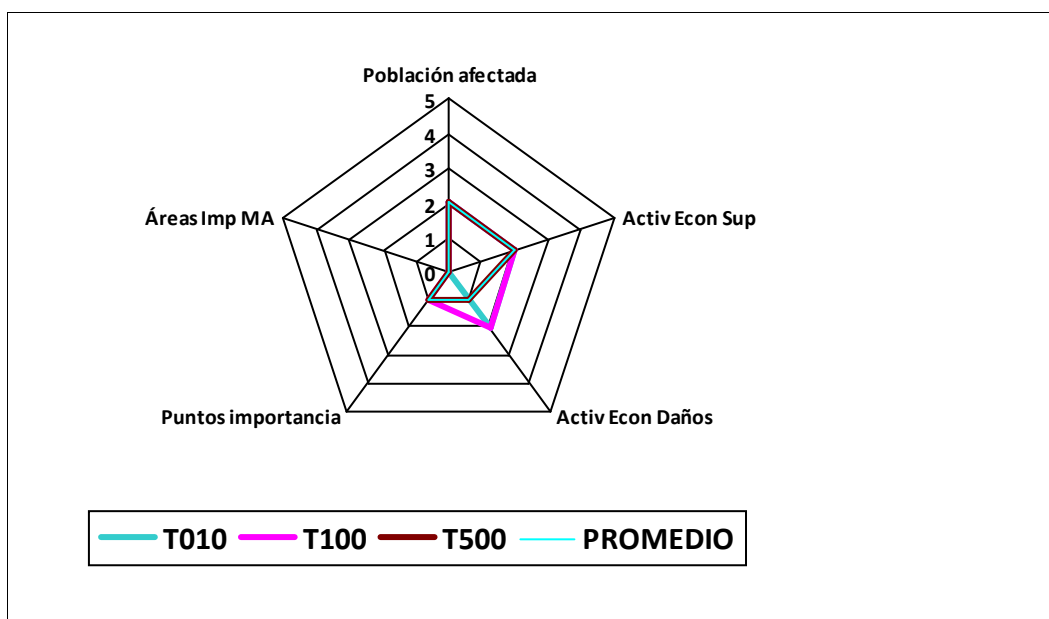 Población afectada
5
4
3
2
1
0
Áreas Imp MA
Activ Econ Sup
Puntos importancia
Activ Econ Daños
T010 T100 T500 PROMEDIO